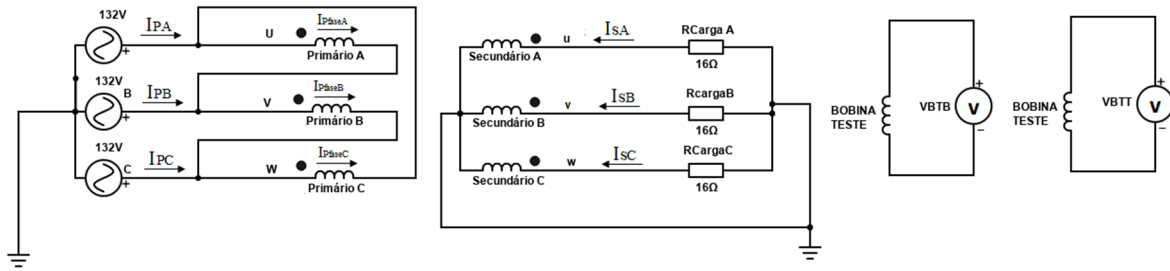 132V
IPA
U
IPfaseA
Primário A
132V
B
IPB
V
IPfaseB
Primário B
132V
C
IPC
W
IPfaseC
Primário C
Secundário A
u
ISA
RCarga A
16Ω
Secundário B
v
ISB
RcargaB
16Ω
Secundário C
w
ISC
RCargaC
16Ω
BOBINA
TESTE
V
VBTB
BOBINA
TESTE
VBTT
V